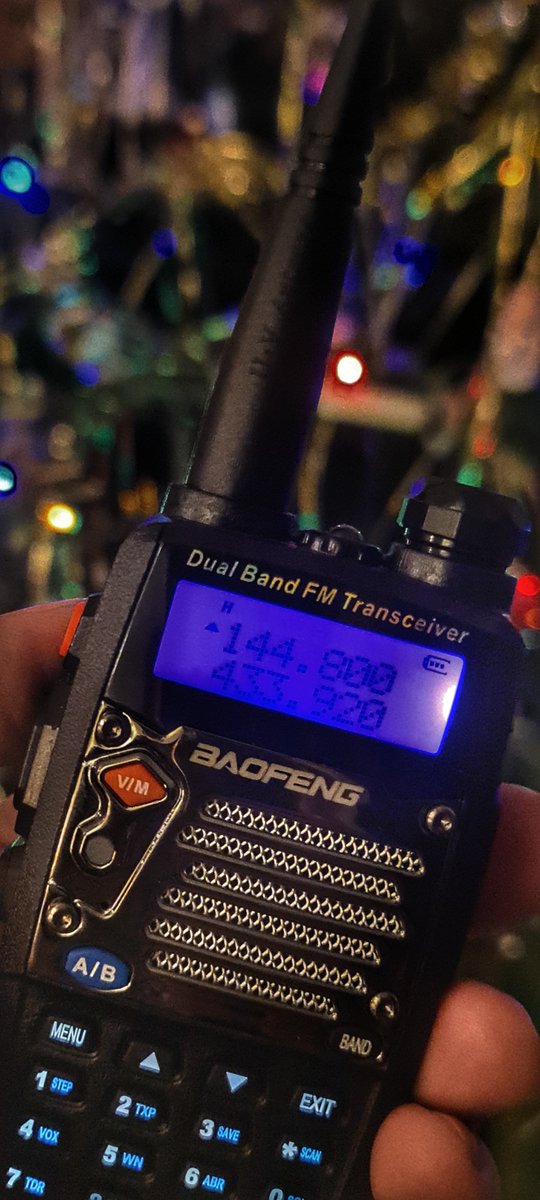 Dual Band FM Transceiver
H
144.800
433.920
BAOFENG
V/M
A/B
BAND
MENU
EXIT
1 STEP
2 TXP
3 SAVE
* SCAN
4 VOX
5 WN
6 ABR
7 TDR